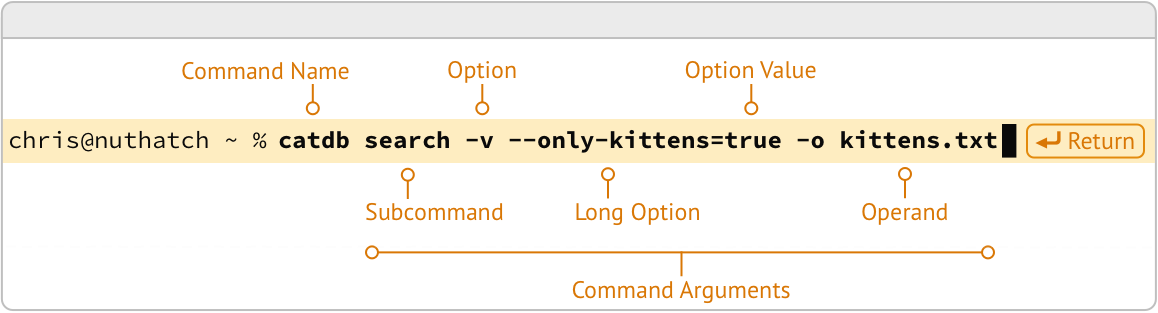 Command Name Option Option Value
chris@nuthatch ~ % catdb search -v --only-kittens=true -o kittens.txt Return
Subcommand Long Option Operand
Command Arguments